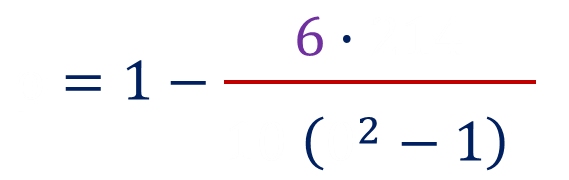 = 1 − 6 ·
( ² − 1)